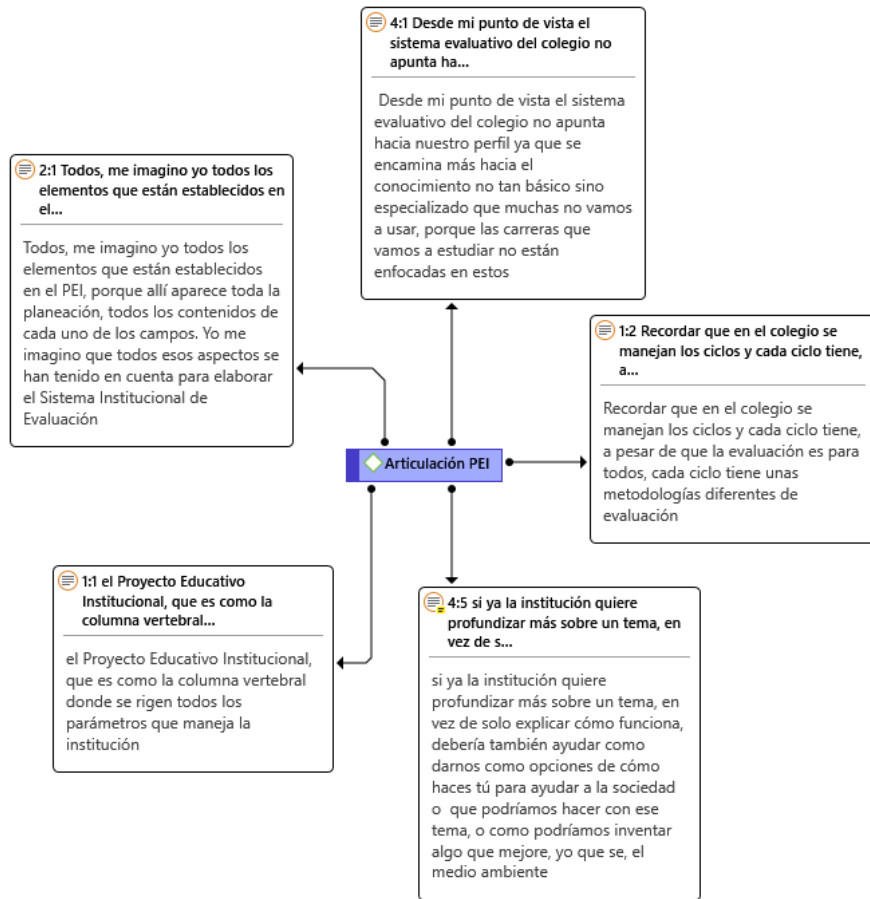 4:1 Desde mi punto de vista el
sistema evaluativo del colegio no
apunta ha...
Desde mi punto de vista el sistema
evaluativo del colegio no apunta
hacia nuestro perfil ya que se
encamina más hacia el
conocimiento no tan básico sino
especializado que muchas no vamos
a usar, porque las carreras que
vamos a estudiar no están
enfocadas en estos
2:1 Todos, me imagino yo todos los
elementos que están establecidos en
el...
Todos, me imagino yo todos los
elementos que están establecidos
en el PEI, porque allí aparece toda la
planeación, todos los contenidos de
cada uno de los campos. Yo me
imagino que todos esos aspectos se
han tenido en cuenta para elaborar
el Sistema Institucional de
Evaluación
1:2 Recordar que en el colegio se
manejan los ciclos y cada ciclo tiene,
a...
Recordar que en el colegio se
manejan los ciclos y cada ciclo tiene,
a pesar de que la evaluación es para
todos, cada ciclo tiene unas
metodologías diferentes de
evaluación
Articulación PEI
1:1 el Proyecto Educativo
Institucional, que es como la
columna vertebral...
el Proyecto Educativo Institucional,
que es como la columna vertebral
donde se rigen todos los
parámetros que maneja la
institución
4:5 si ya la institución quiere
profundizar más sobre un tema, en
vez de s...
si ya la institución quiere
profundizar más sobre un tema, en
vez de solo explicar cómo funciona,
debería también ayudar como
darnos como opciones de cómo
haces tú para ayudar a la sociedad
o que podríamos hacer con ese
tema, o como podríamos inventar
algo que mejore, yo que se, el
medio ambiente